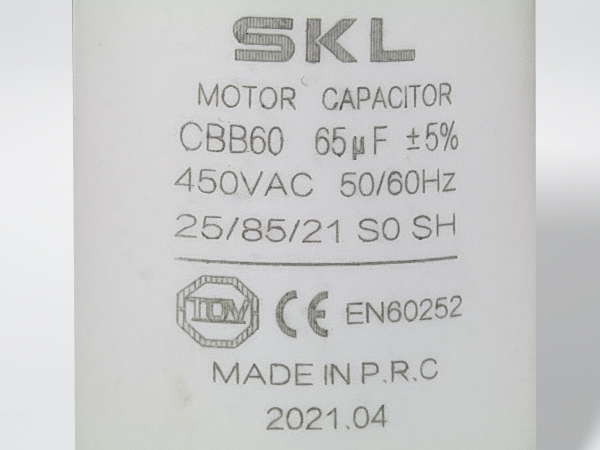 SKL
MOTOR CAPACITOR
CBB60 65μF ±5%
450VAC 50/60Hz
25/85/21 S0 SH
TÜV CE EN60252
MADE IN P.R.C
2021.04